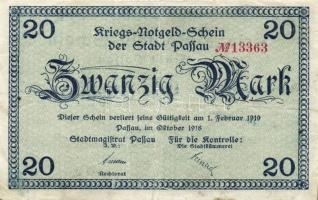 20 Kriegs-Notgeld-Schein 20
der Stadt Passau
№13363
Zwanzig Mark
Dieser Schein verliert seine Gültigkeit am 1. Februar 1919
Passau, im Oktober 1918
Stadtmagistrat Passau Für die Kontrolle:
I. V.: Die Stadtkämmerei
20 20